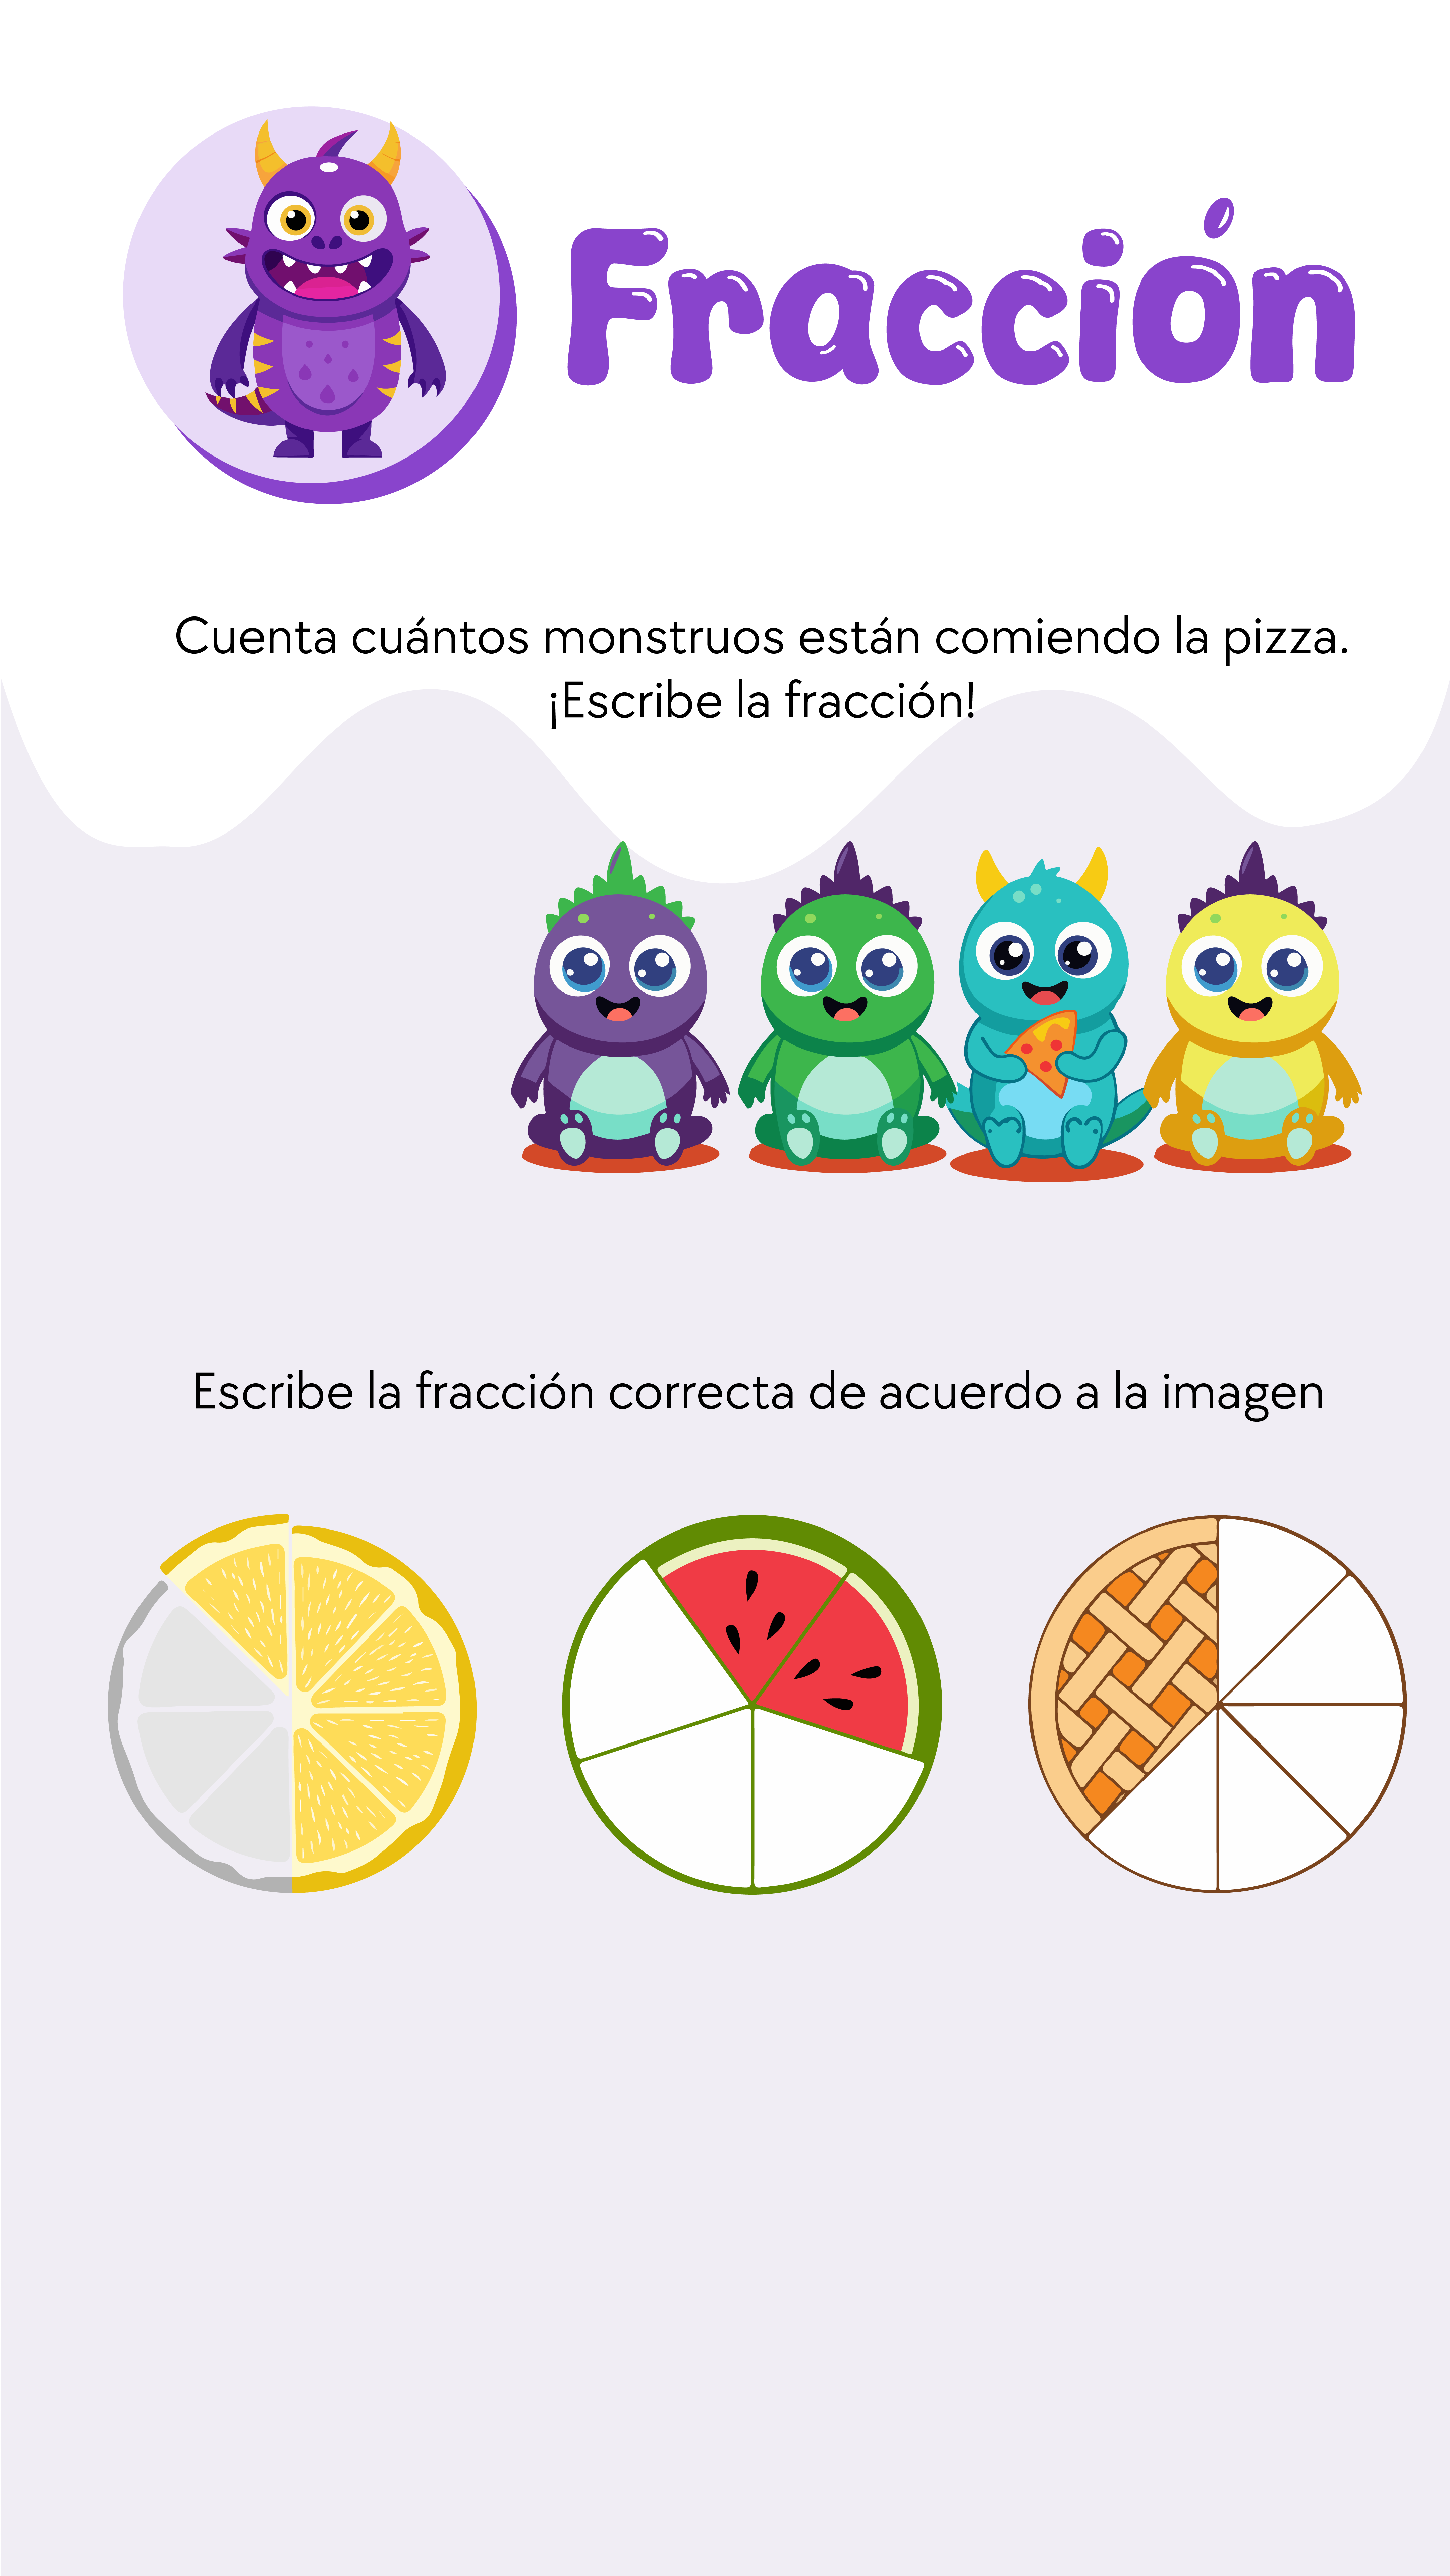 Fracción
Cuenta cuántos monstruos están comiendo la pizza.
¡Escribe la fracción!
Escribe la fracción correcta de acuerdo a la imagen